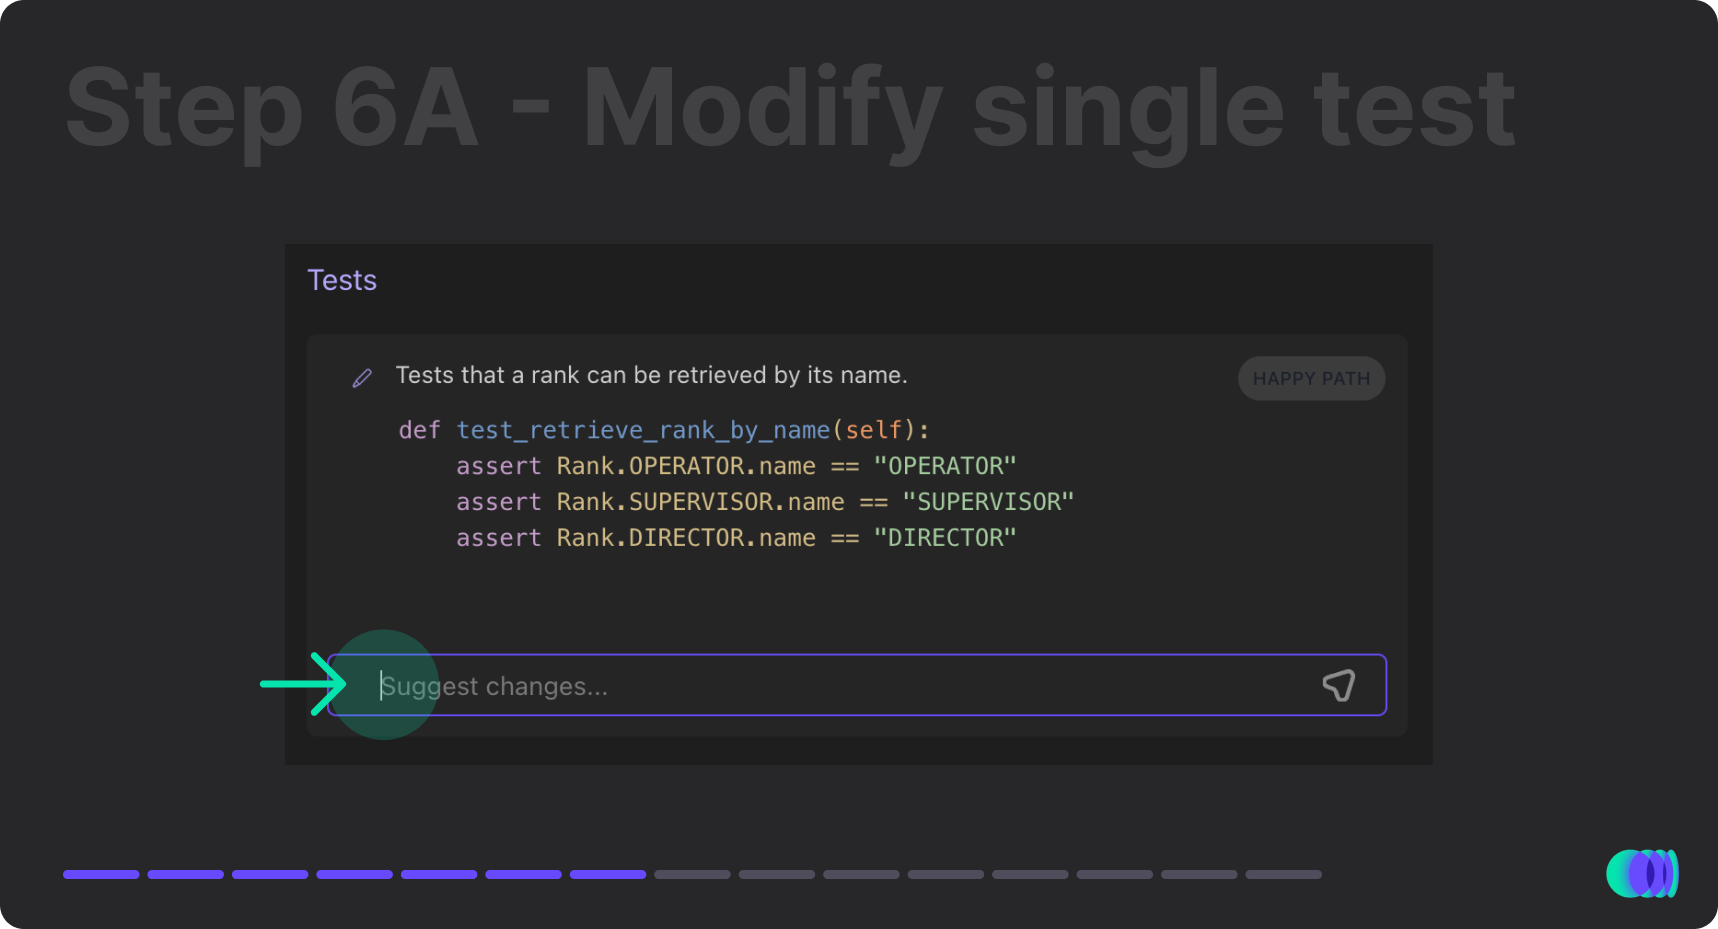 Step 6A - Modify single test
Tests
Tests that a rank can be retrieved by its name.
HAPPY PATH
def test_retrieve_rank_by_name(self):
    assert Rank.OPERATOR.name == "OPERATOR"
    assert Rank.SUPERVISOR.name == "SUPERVISOR"
    assert Rank.DIRECTOR.name == "DIRECTOR"
Suggest changes...